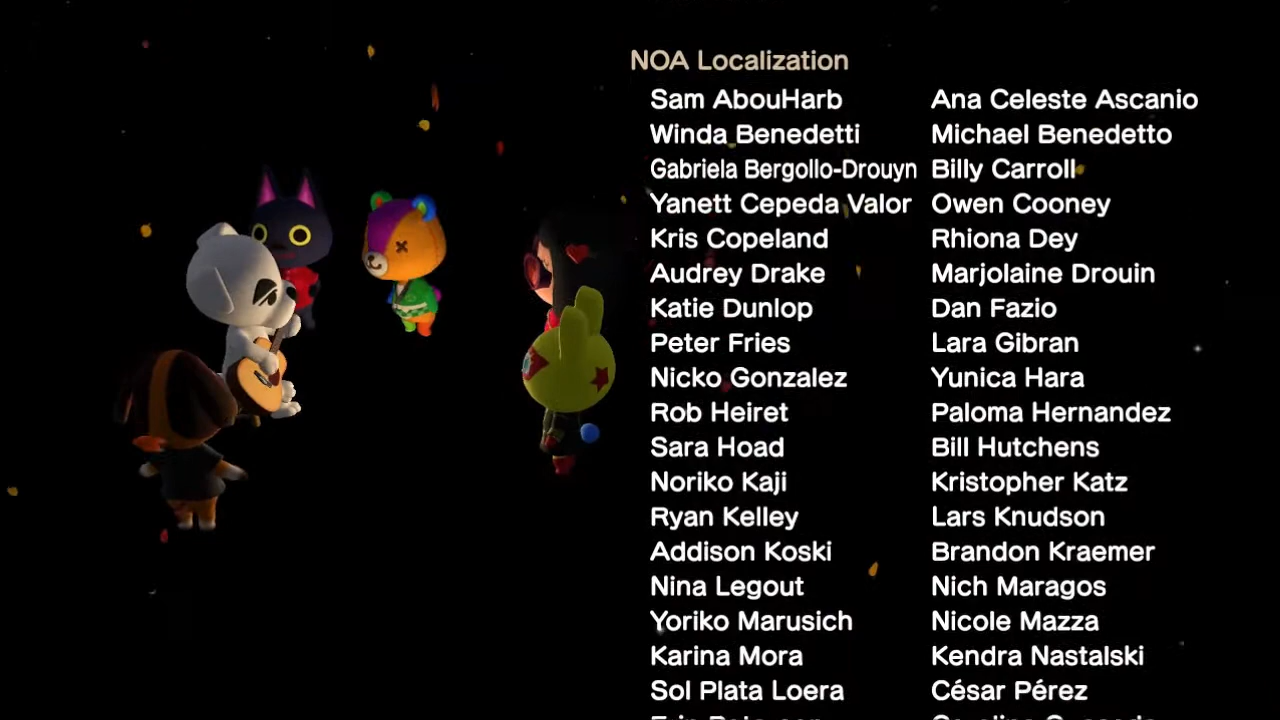 NOA Localization
Sam AbouHarb Ana Celeste Ascanio
Winda Benedetti Michael Benedetto
Gabriela Bergollo-Drouyn Billy Carroll
Yanett Cepeda Valor Owen Cooney
Kris Copeland Rhiona Dey
Audrey Drake Marjolaine Drouin
Katie Dunlop Dan Fazio
Peter Fries Lara Gibran
Nicko Gonzalez Yunica Hara
Rob Heiret Paloma Hernandez
Sara Hoad Bill Hutchens
Noriko Kaji Kristopher Katz
Ryan Kelley Lars Knudson
Addison Koski Brandon Kraemer
Nina Legout Nich Maragos
Yoriko Marusich Nicole Mazza
Karina Mora Kendra Nastalski
Sol Plata Loera César Pérez